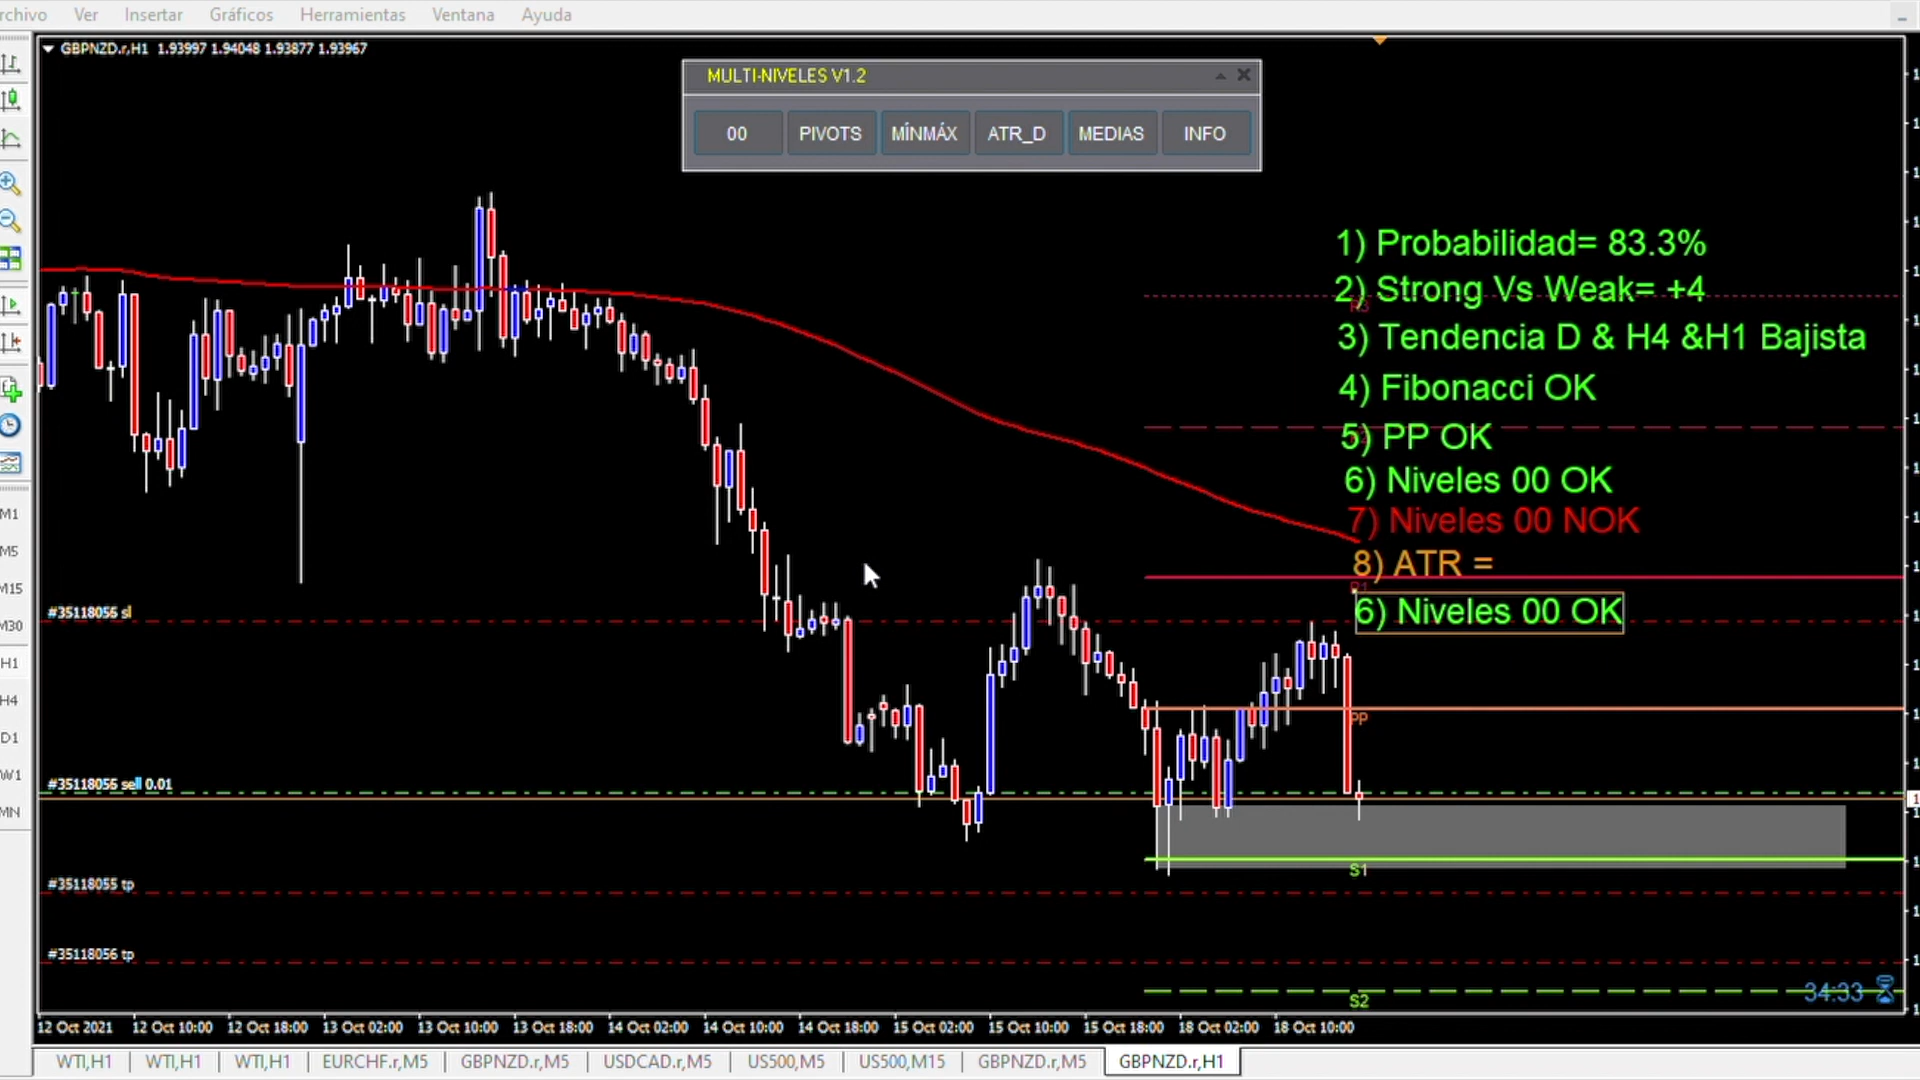 rchivo Ver Insertar Gráficos Herramientas Ventana Ayuda
GBPNZD.r,H1 1.93997 1.94048 1.93877 1.93967
MULTI-NIVELES V1.2
00 PIVOTS MÍNMÁX ATR_D MEDIAS INFO
1) Probabilidad= 83.3%
2) Strong Vs Weak= +4
R3
3) Tendencia D & H4 &H1 Bajista
4) Fibonacci OK
5) PP OK
6) Niveles 00 OK
7) Niveles 00 NOK
8) ATR =
R1
6) Niveles 00 OK
M1
M5
M15
M30
H1
H4
D1
W1
MN
#35118056 sl
PP
#35118056 sell 0.01
S1
#35118055 tp
#35118056 tp
S2
34:33
12 Oct 2021 12 Oct 10:00 12 Oct 18:00 13 Oct 02:00 13 Oct 10:00 13 Oct 18:00 14 Oct 02:00 14 Oct 10:00 14 Oct 18:00 15 Oct 02:00 15 Oct 10:00 15 Oct 18:00 18 Oct 02:00 18 Oct 10:00
WTI,H1 WTI,H1 WTI,H1 EURCHF.r,M5 GBPNZD.r,M5 USDCAD.r,M5 US500,M5 US500,M15 GBPNZD.r,M5 GBPNZD.r,H1